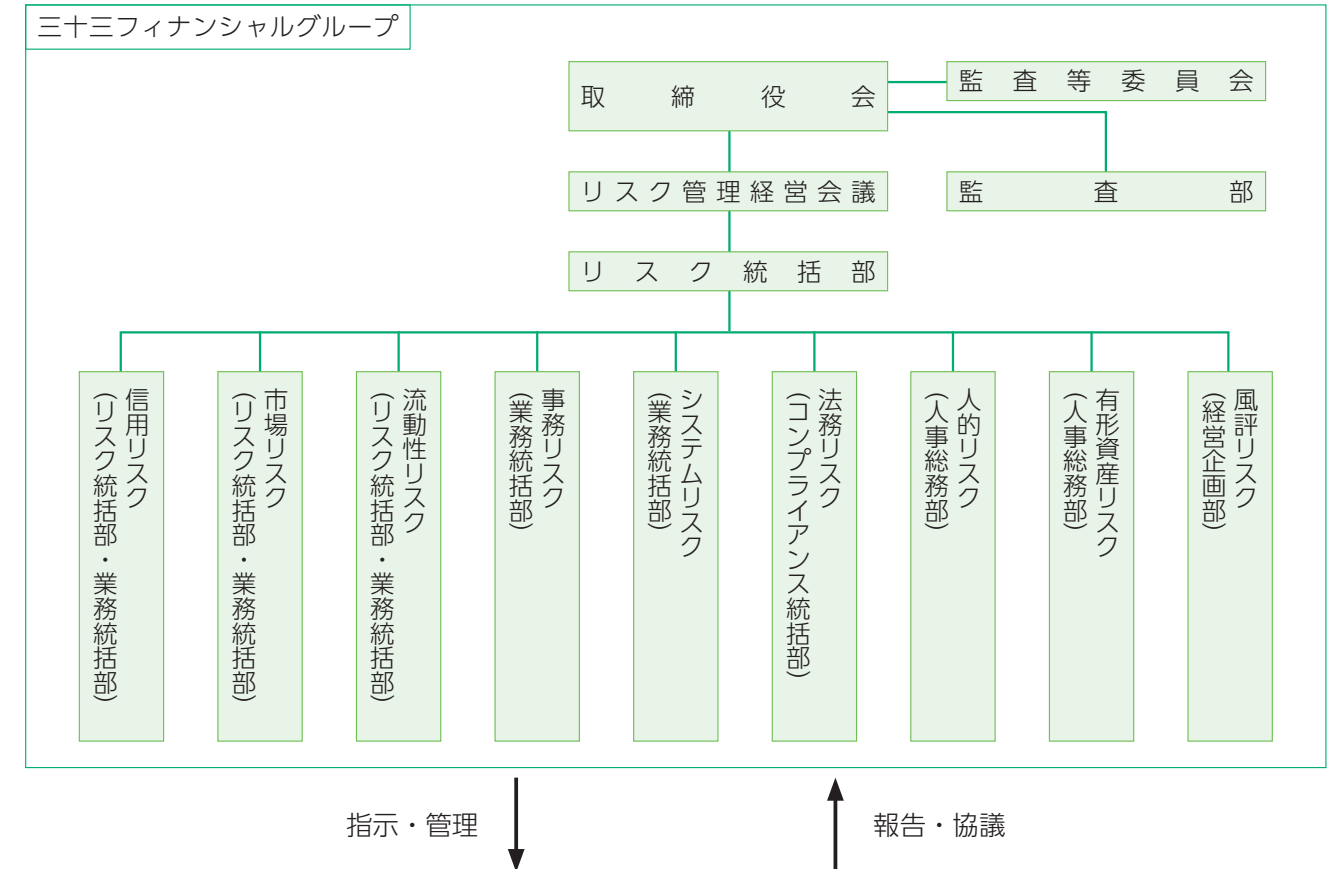 三十三フィナンシャルグループ
取締役会
監査等委員会
リスク管理経営会議
監査部
リスク統括部
信用リスク
(リスク統括部・業務統括部)
市場リスク
(リスク統括部・業務統括部)
流動性リスク
(リスク統括部・業務統括部)
事務リスク
(業務統括部)
システムリスク
(業務統括部)
法務リスク
(コンプライアンス統括部)
人的リスク
(人事総務部)
有形資産リスク
(人事総務部)
風評リスク
(経営企画部)
指示・管理
報告・協議